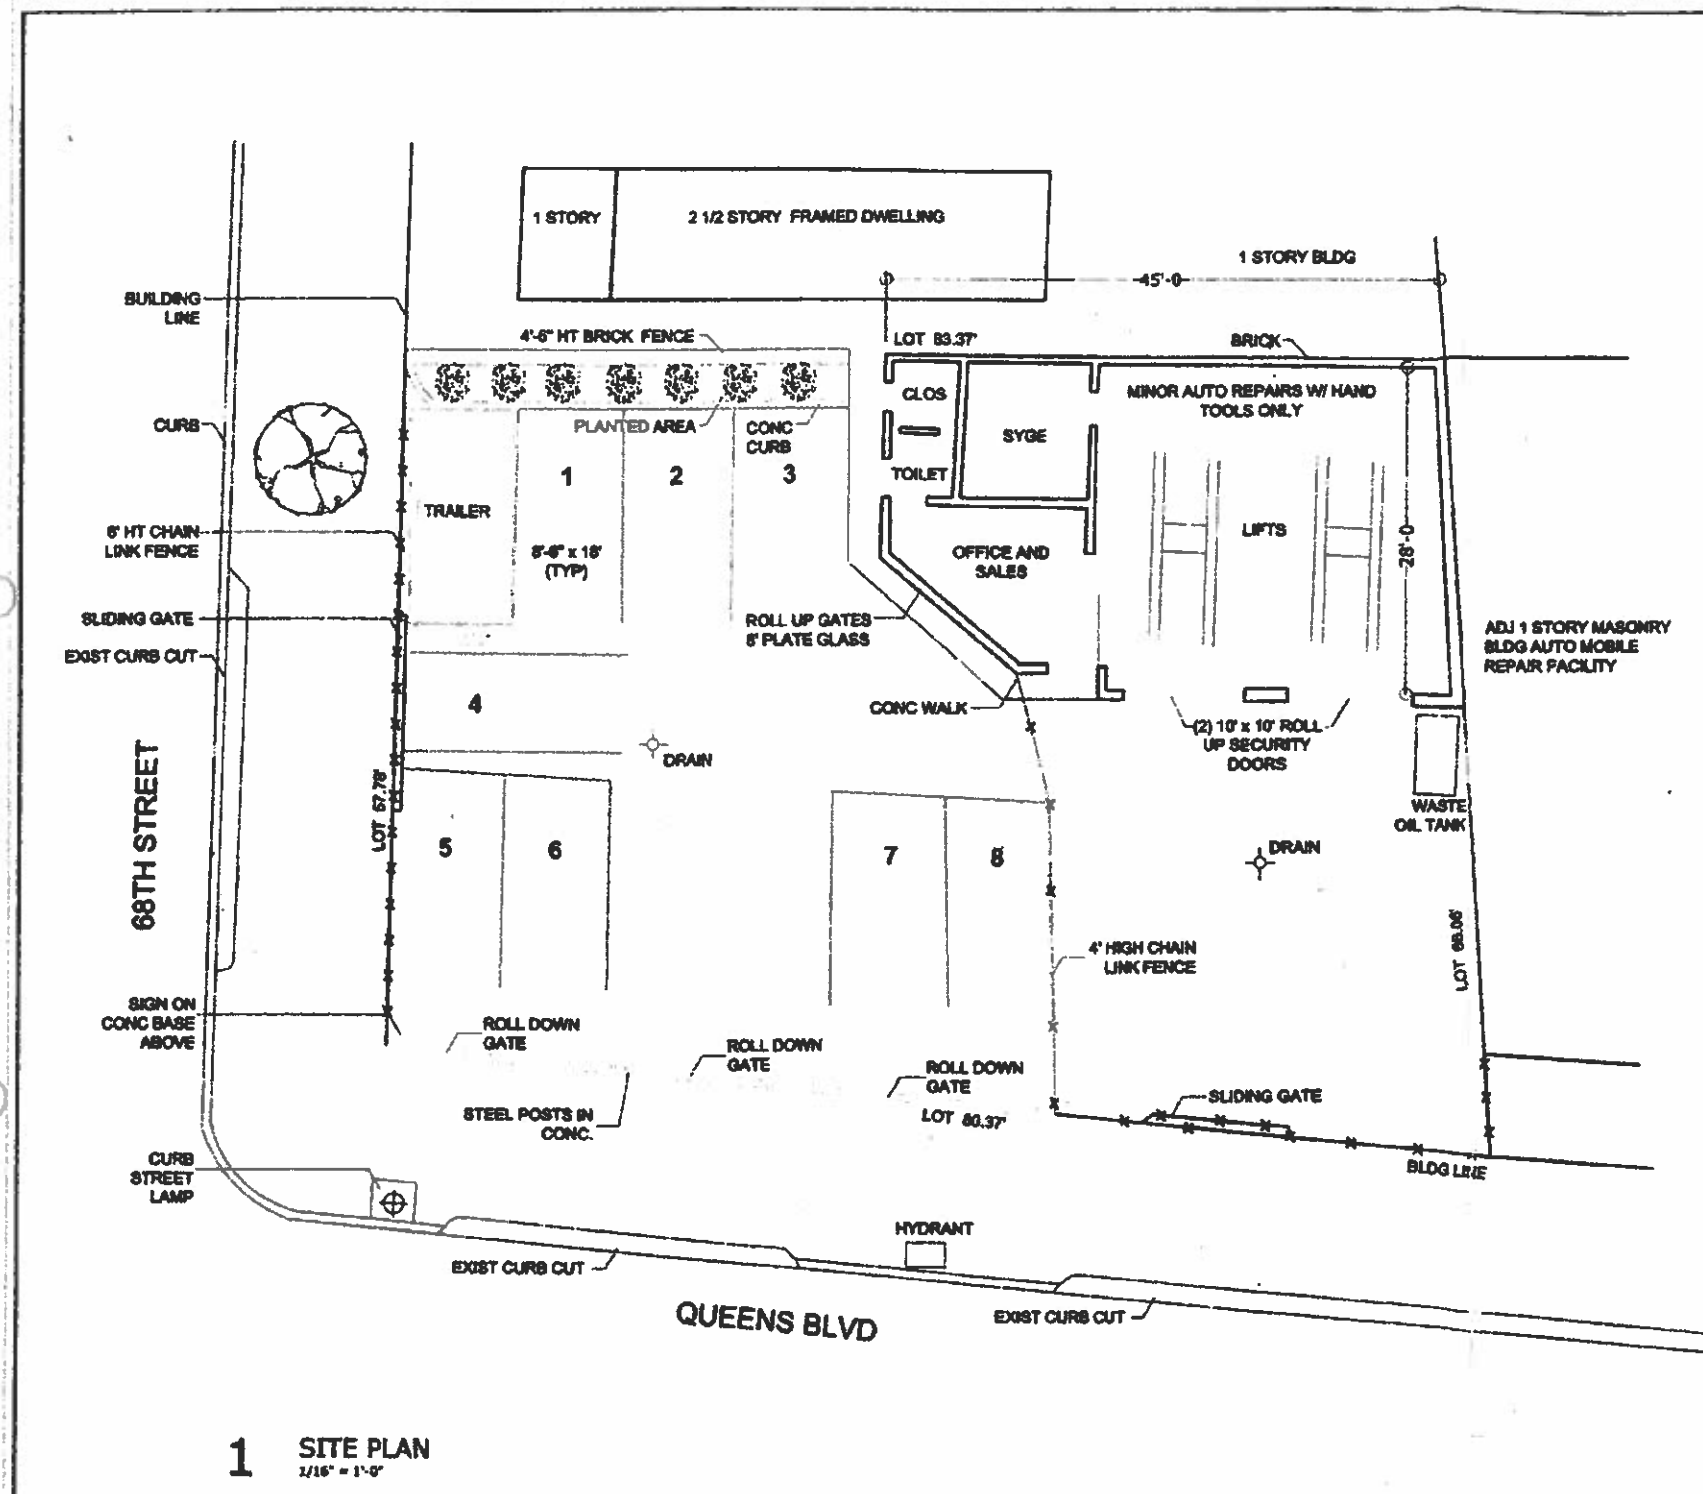 1 STORY
2 1/2 STORY FRAMED DWELLING
1 STORY BLDG
45'-0
BUILDING
LINE
4'-6" HT BRICK FENCE
LOT 83.37'
BRICK
CURB
PLANTED AREA
CONC
CURB
CLOS
MINOR AUTO REPAIRS W/ HAND
TOOLS ONLY
SYGE
TOILET
1
2
3
TRAILER
6' HT CHAIN
LINK FENCE
8'-6" x 18'
(TYP)
OFFICE AND
SALES
LIFTS
28'-0
SLIDING GATE
EXIST CURB CUT
ROLL UP GATES
8' PLATE GLASS
ADJ 1 STORY MASONRY
BLDG AUTO MOBILE
REPAIR FACILITY
4
CONC WALK
(2) 10' x 10' ROLL
UP SECURITY
DOORS
DRAIN
68TH STREET
LOT 67.78'
WASTE
OIL TANK
5
6
7
8
DRAIN
4' HIGH CHAIN
LINK FENCE
LOT 68.06'
SIGN ON
CONC BASE
ABOVE
ROLL DOWN
GATE
ROLL DOWN
GATE
ROLL DOWN
GATE
STEEL POSTS IN
CONC.
LOT 80.37'
SLIDING GATE
BLDG LINE
CURB
STREET
LAMP
HYDRANT
EXIST CURB CUT
QUEENS BLVD
EXIST CURB CUT
1
SITE PLAN
1/16" = 1'-0"